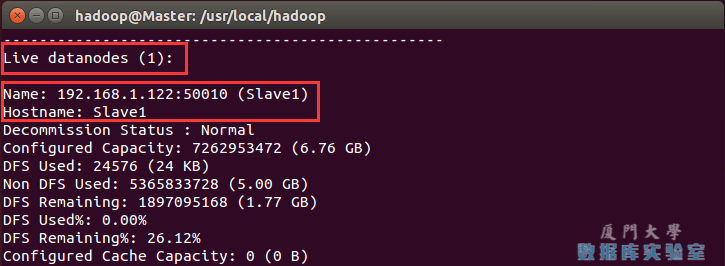 hadoop@Master: /usr/local/hadoop
--------------------------------------------------
Live datanodes (1):
Name: 192.168.1.122:50010 (Slave1)
Hostname: Slave1
Decommission Status : Normal
Configured Capacity: 7262953472 (6.76 GB)
DFS Used: 24576 (24 KB)
Non DFS Used: 5365833728 (5.00 GB)
DFS Remaining: 1897095168 (1.77 GB)
DFS Used%: 0.00%
DFS Remaining%: 26.12%
Configured Cache Capacity: 0 (0 B)
厦门大學
数据库实验室